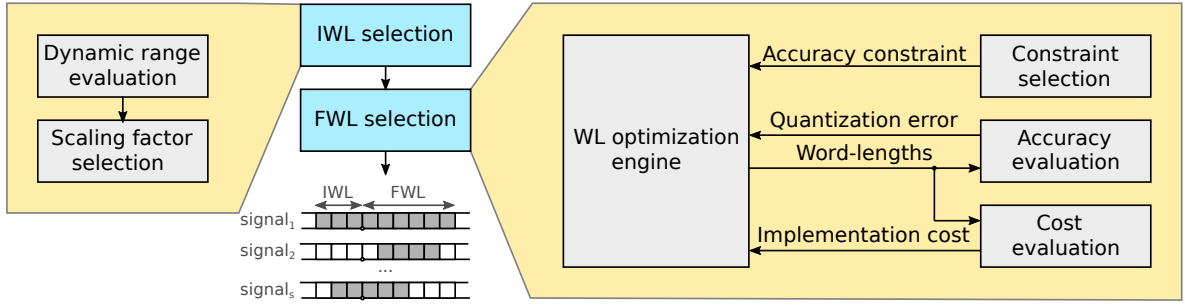 Dynamic range
evaluation
Scaling factor
selection
IWL selection
FWL selection
IWL
FWL
signal₁
signal₂
...
signalₛ
WL optimization
engine
Accuracy constraint
Quantization error
Word-lengths
Implementation cost
Constraint
selection
Accuracy
evaluation
Cost
evaluation